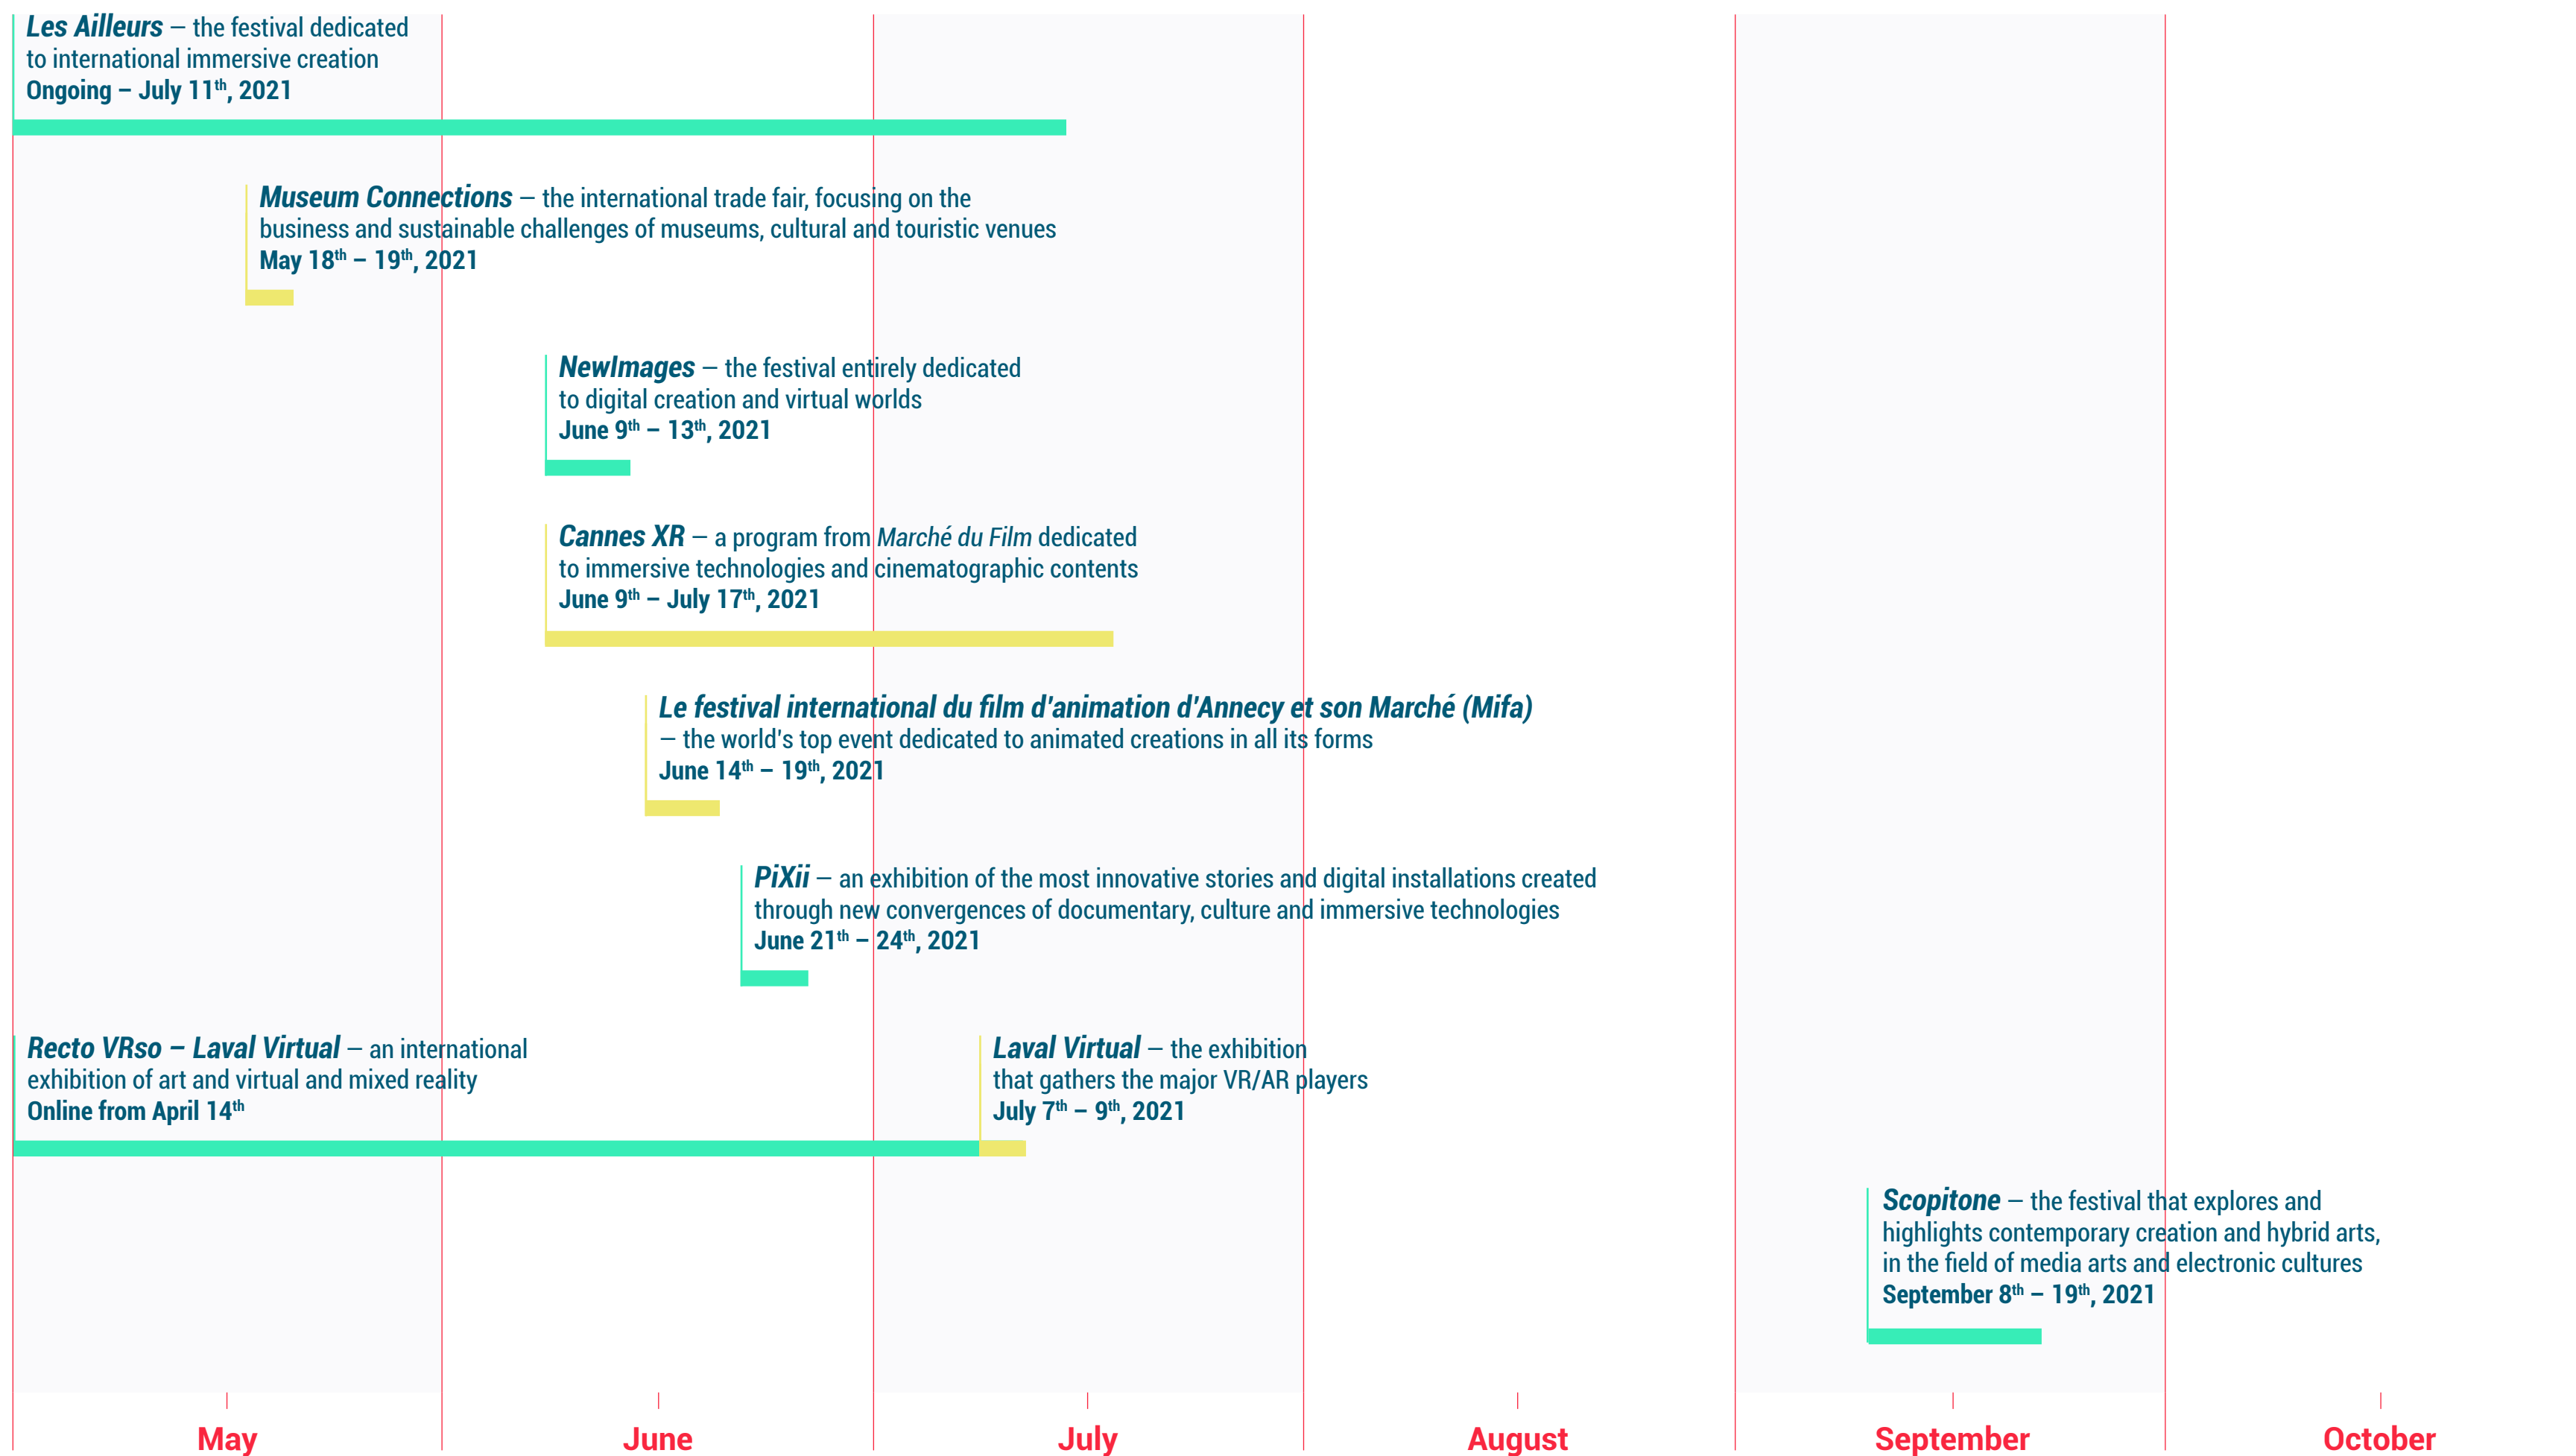 Les Ailleurs – the festival dedicated
to international immersive creation
Ongoing – July 11th, 2021
Museum Connections – the international trade fair, focusing on the
business and sustainable challenges of museums, cultural and touristic venues
May 18th – 19th, 2021
NewImages – the festival entirely dedicated
to digital creation and virtual worlds
June 9th – 13th, 2021
Cannes XR – a program from Marché du Film dedicated
to immersive technologies and cinematographic contents
June 9th – July 17th, 2021
Le festival international du film d'animation d'Annecy et son Marché (Mifa)
– the world's top event dedicated to animated creations in all its forms
June 14th – 19th, 2021
PiXii – an exhibition of the most innovative stories and digital installations created
through new convergences of documentary, culture and immersive technologies
June 21th – 24th, 2021
Recto VRso – Laval Virtual – an international
exhibition of art and virtual and mixed reality
Online from April 14th
Laval Virtual – the exhibition
that gathers the major VR/AR players
July 7th – 9th, 2021
Scopitone – the festival that explores and
highlights contemporary creation and hybrid arts,
in the field of media arts and electronic cultures
September 8th – 19th, 2021
May June July August September October